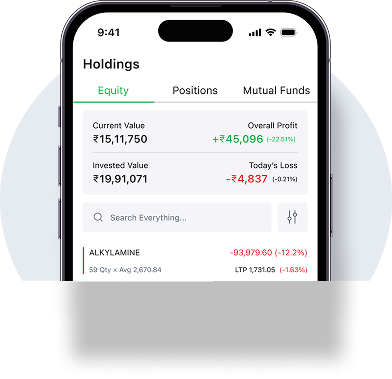 9:41
Holdings
Equity Positions Mutual Funds
Current Value Overall Profit
₹15,11,750 +₹45,096 (-22.51%)
Invested Value Today's Loss
₹19,91,071 -₹4,837 (-0.21%)
Search Everything...
ALKYLAMINE -93,979.60 (-12.2%)
59 Qty × Avg 2,670.84 LTP 1,731.05 (-1.63%)